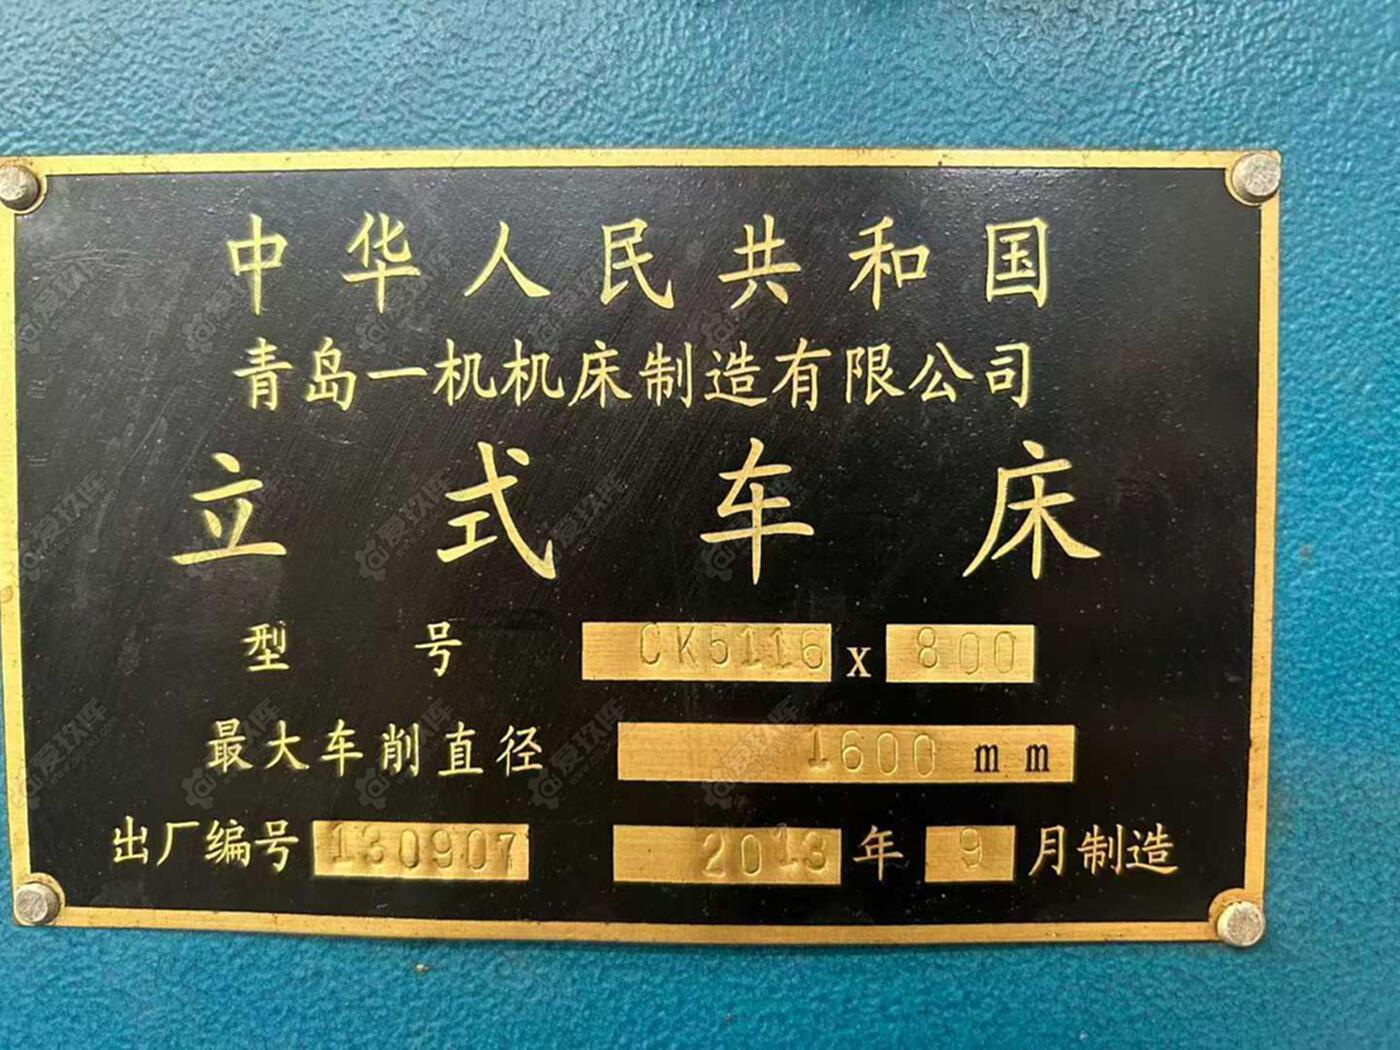 中华人民共和国
青岛一机机床制造有限公司
立式车床
型号 CK5116 x 800
最大车削直径 1600 mm
出厂编号 130907 2013 年 9 月制造